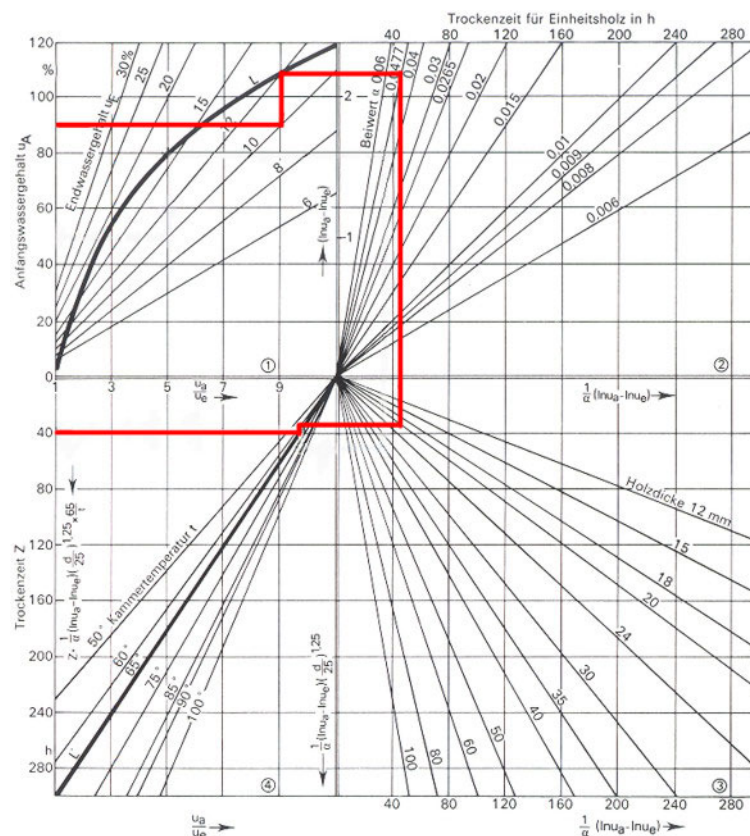 Trockenzeit für Einheitsholz in h
40 80 120 160 200 240 280
120
%
100
80
60
40
20
0
Anfangswassergehalt uA
Endwassergehalt uE
30%
25
20
15
12
10
8
6
L
2
1
(lnua-lnue)
Beiwert α 0,06
0,0477
0,04
0,03
0,0265
0,02
0,015
0,01
0,009
0,008
0,006
①
②
1 3 5 7 9
ua/ue
1/α (lnua-lnue)
40
80
120
160
200
240
h
280
Trockenzeit Z
Z· 1/α (lnua-lnue)(d/25)1,25 × 65/t
50° Kammertemperatur t
60°
65°
75°
85°
90°
100°
L
1/α (lnua-lnue)(d/25)1,25
Holzdicke 12 mm
15
18
20
24
30
35
40
50
60
80
100
④
③
40 80 120 160 200 240 280
ua/ue
1/α (lnua-lnue)